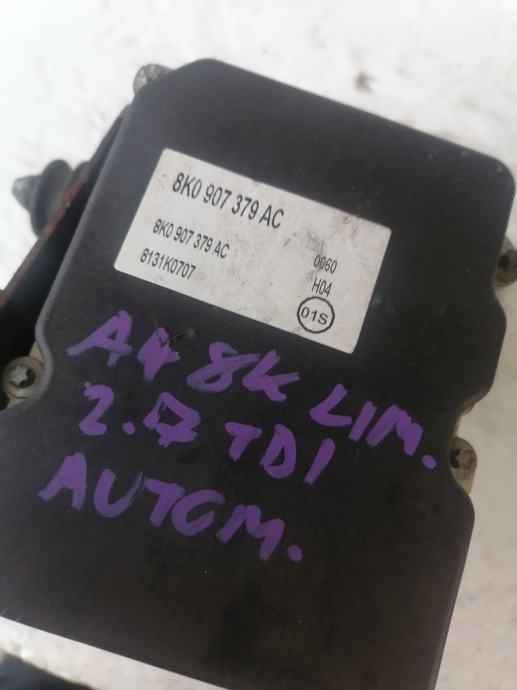 8K0 907 379 AC
8K0 907 379 AC 0060
8131K0707 H04
01S
A4 8K LIM.
2.7 TDI
AUTOM.